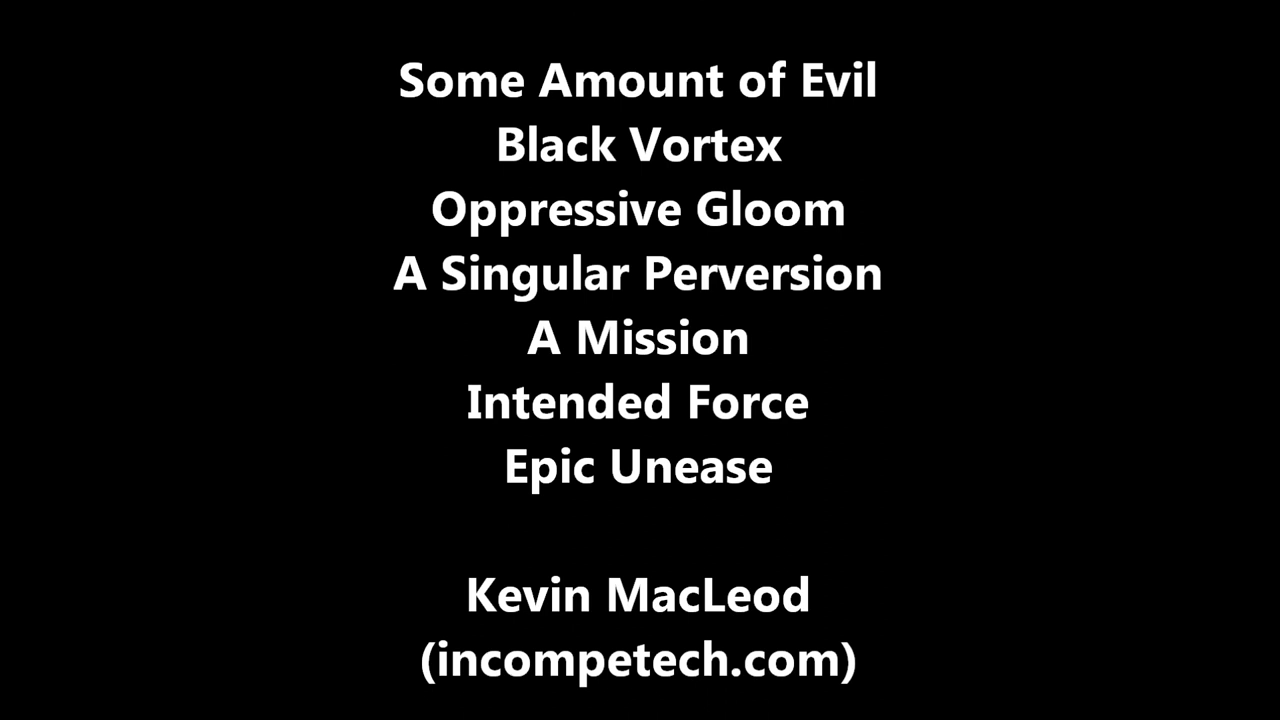 Some Amount of Evil
Black Vortex
Oppressive Gloom
A Singular Perversion
A Mission
Intended Force
Epic Unease
Kevin MacLeod
(incompetech.com)